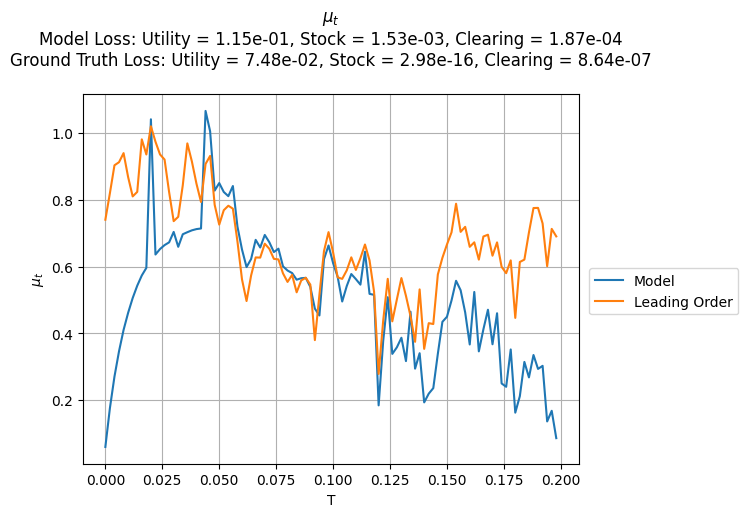 μt
Model Loss: Utility = 1.15e-01, Stock = 1.53e-03, Clearing = 1.87e-04
Ground Truth Loss: Utility = 7.48e-02, Stock = 2.98e-16, Clearing = 8.64e-07
1.0
0.8
0.6
0.4
0.2
μt
0.000 0.025 0.050 0.075 0.100 0.125 0.150 0.175 0.200
T
Model
Leading Order